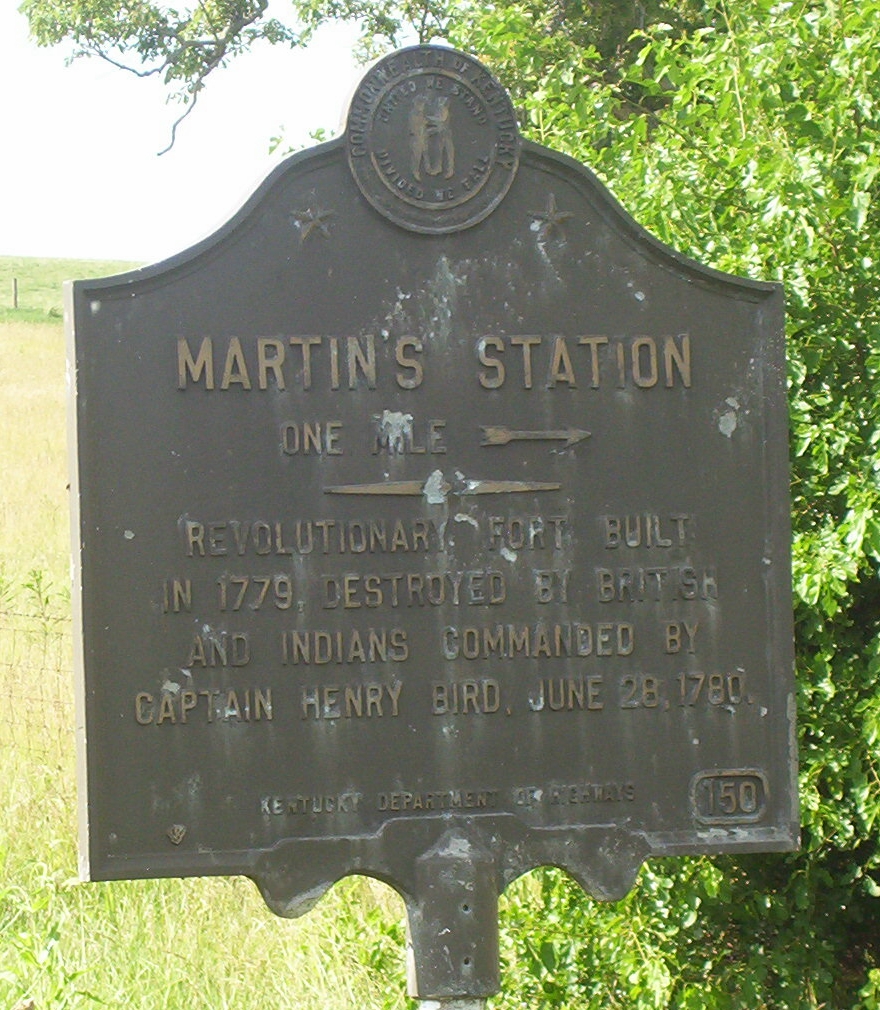 COMMONWEALTH OF KENTUCKY
UNITED WE STAND
DIVIDED WE FALL
MARTIN'S STATION
ONE MILE
REVOLUTIONARY FORT BUILT
IN 1779, DESTROYED BY BRITISH
AND INDIANS COMMANDED BY
CAPTAIN HENRY BIRD, JUNE 28, 1780.
KENTUCKY DEPARTMENT OF HIGHWAYS
150